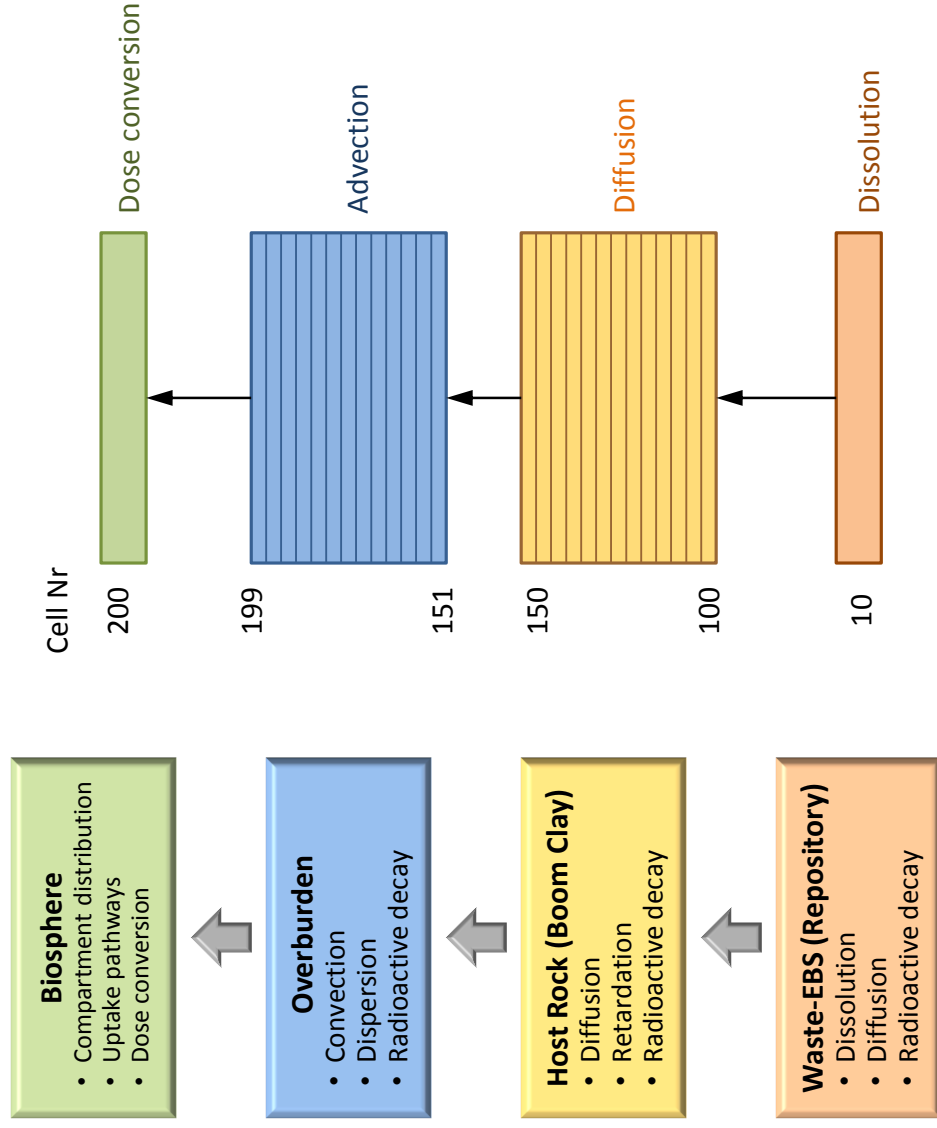 Biosphere
• Compartment distribution
• Uptake pathways
• Dose conversion
Overburden
• Convection
• Dispersion
• Radioactive decay
Host Rock (Boom Clay)
• Diffusion
• Retardation
• Radioactive decay
Waste-EBS (Repository)
• Dissolution
• Diffusion
• Radioactive decay
Cell Nr
200
Dose conversion
199
Advection
151
150
Diffusion
100
10
Dissolution